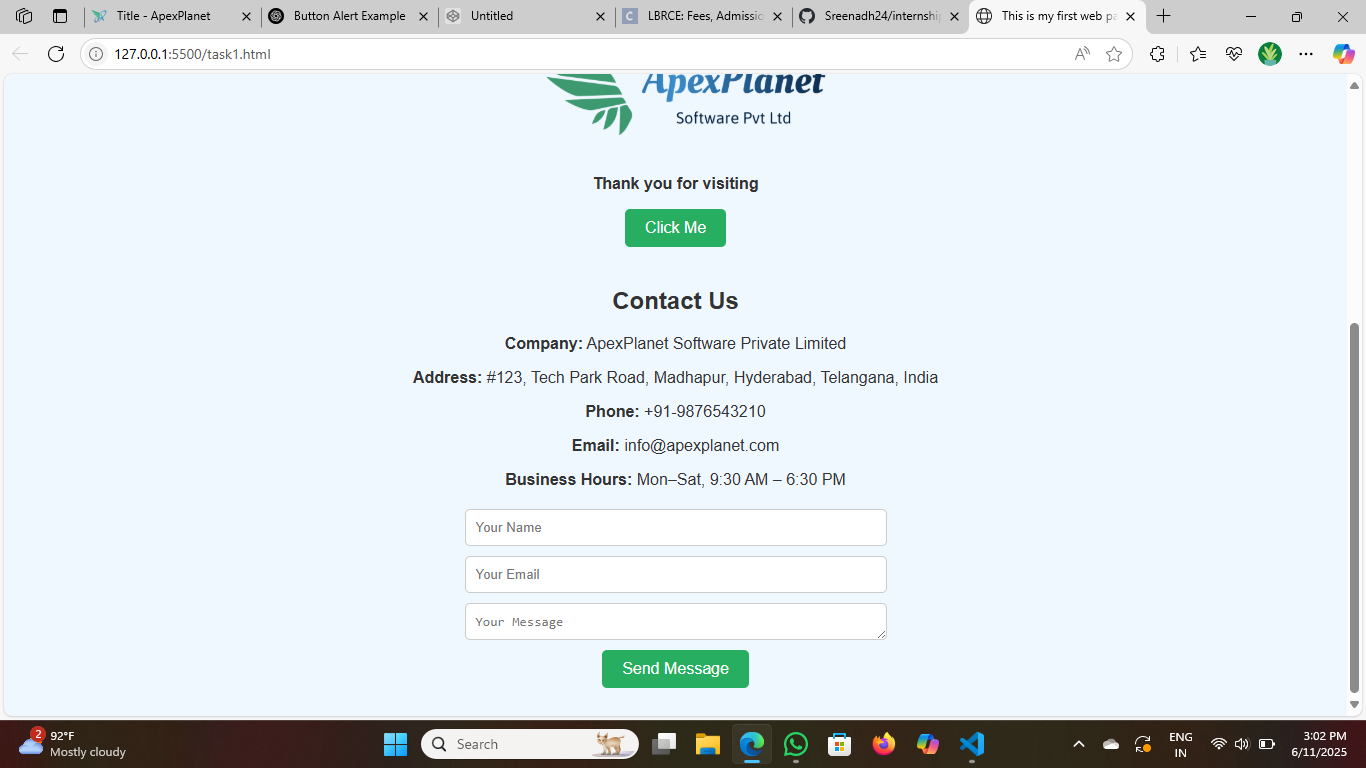 Title - ApexPlanet
Button Alert Example
Untitled
LBRCE: Fees, Admissio
Sreenadh24/internship
This is my first web pa
127.0.0.1:5500/task1.html
ApexPlanet
Software Pvt Ltd
Thank you for visiting
Click Me
Contact Us
Company: ApexPlanet Software Private Limited
Address: #123, Tech Park Road, Madhapur, Hyderabad, Telangana, India
Phone: +91-9876543210
Email: info@apexplanet.com
Business Hours: Mon–Sat, 9:30 AM – 6:30 PM
Your Name
Your Email
Your Message
Send Message
2
92°F
Mostly cloudy
Search
ENG
IN
3:02 PM
6/11/2025